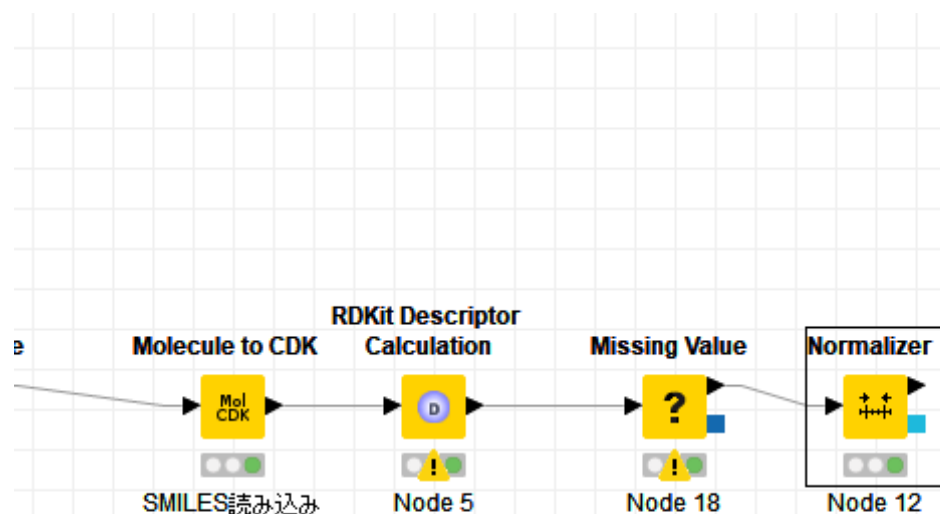 RDKit Descriptor
e Molecule to CDK Calculation Missing Value Normalizer
Mol
CDK
D
?
!
!
SMILES読み込み Node 5 Node 18 Node 12